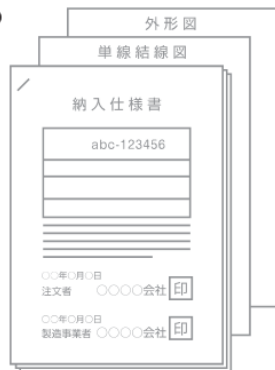 外形図
単線結線図
納入仕様書
abc-123456
○○年○月○日
注文者 ○○○○会社 印
○○年○月○日
製造事業者 ○○○○会社 印